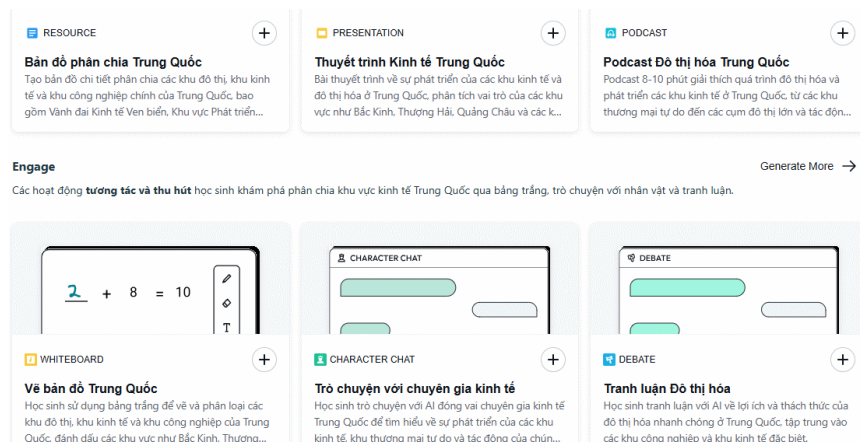 RESOURCE
Bản đồ phân chia Trung Quốc
Tạo bản đồ chi tiết phân chia các khu đô thị, khu kinh
tế và khu công nghiệp chính của Trung Quốc, bao
gồm Vành đai Kinh tế Ven biển, Khu vực Phát triển...
PRESENTATION
Thuyết trình Kinh tế Trung Quốc
Bài thuyết trình về sự phát triển của các khu kinh tế và
đô thị hóa ở Trung Quốc, phân tích vai trò của các khu
vực như Bắc Kinh, Thượng Hải, Quảng Châu và các k...
PODCAST
Podcast Đô thị hóa Trung Quốc
Podcast 8-10 phút giải thích quá trình đô thị hóa và
phát triển các khu kinh tế ở Trung Quốc, từ các khu
thương mại tự do đến các cụm đô thị lớn và tác độn...
Engage
Generate More
Các hoạt động tương tác và thu hút học sinh khám phá phân chia khu vực kinh tế Trung Quốc qua bảng trắng, trò chuyện với nhân vật và tranh luận.
2 + 8 = 10
T
CHARACTER CHAT
DEBATE
WHITEBOARD
Vẽ bản đồ Trung Quốc
Học sinh sử dụng bảng trắng để vẽ và phân loại các
khu đô thị, khu kinh tế và khu công nghiệp của Trung
Quốc, đánh dấu các khu vực như Bắc Kinh, Thượng...
CHARACTER CHAT
Trò chuyện với chuyên gia kinh tế
Học sinh trò chuyện với AI đóng vai chuyên gia kinh tế
Trung Quốc để tìm hiểu về sự phát triển của các khu
kinh tế, khu thương mại tự do và tác động của chún...
DEBATE
Tranh luận Đô thị hóa
Học sinh tranh luận với AI về lợi ích và thách thức của
đô thị hóa nhanh chóng ở Trung Quốc, tập trung vào
các khu công nghiệp và khu kinh tế đặc biệt.